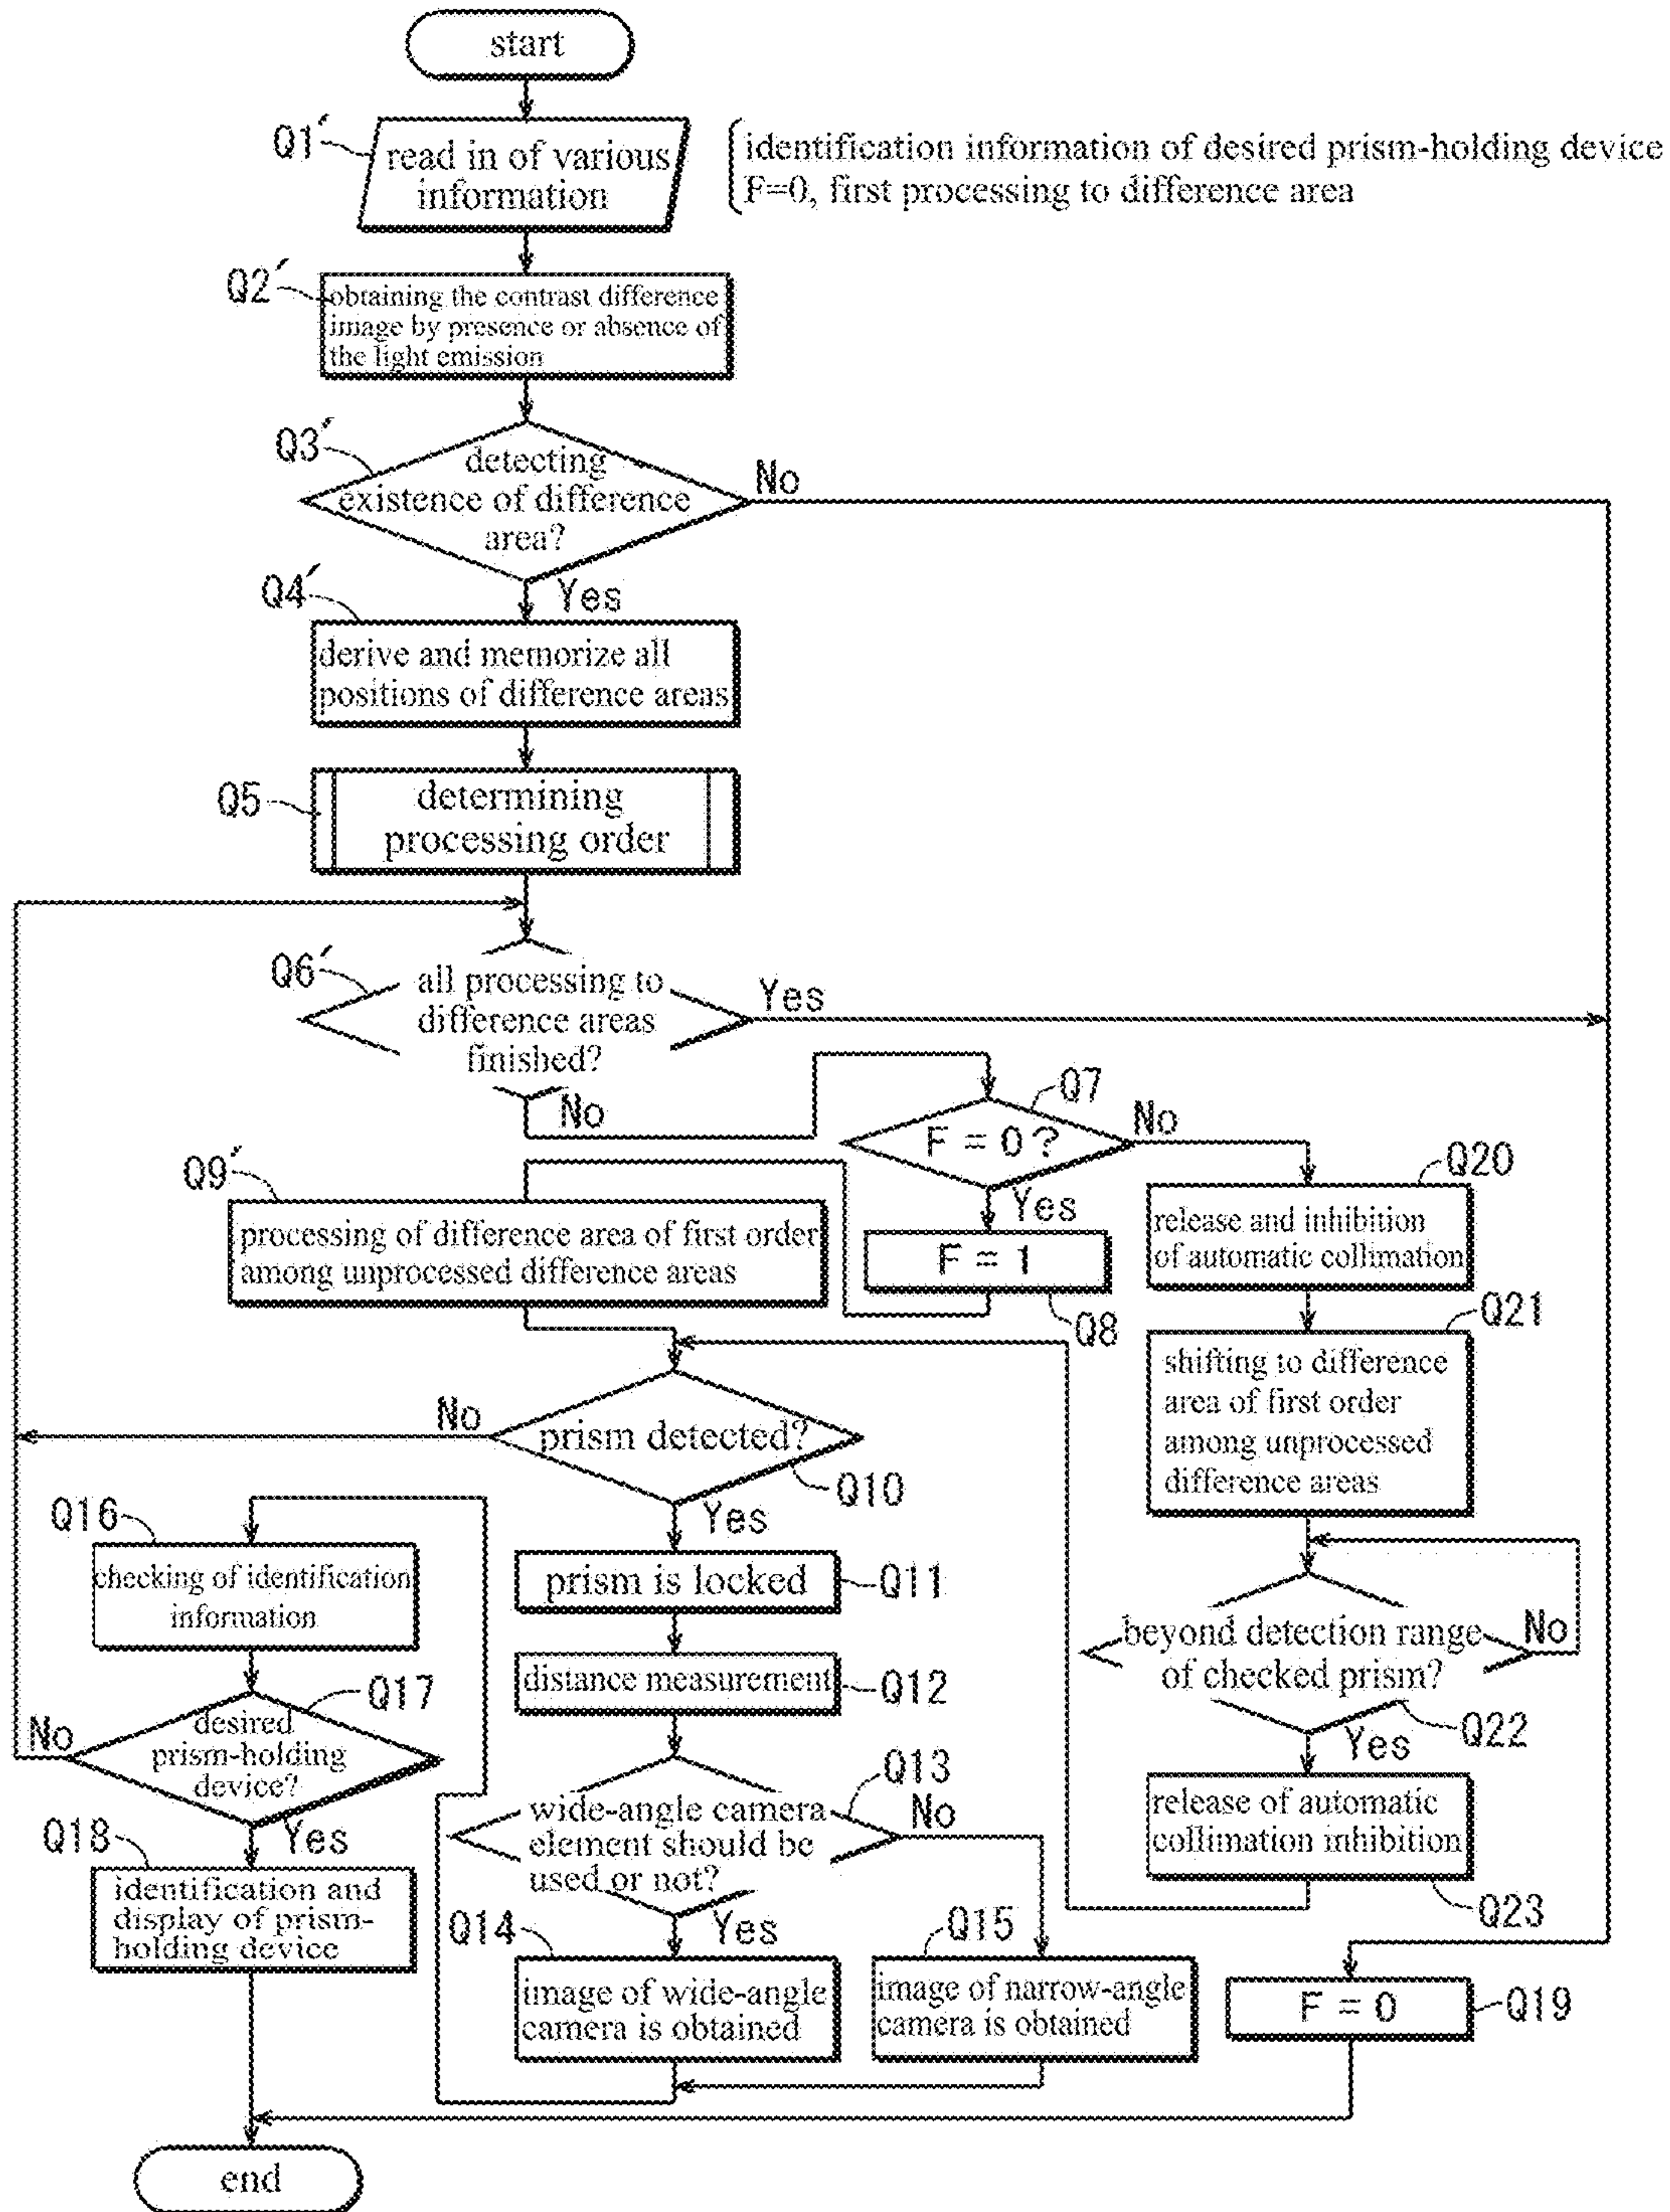 start
Q1′
read in of various
information
identification information of desired prism-holding device
F=0, first processing to difference area
Q2′
obtaining the contrast difference
image by presence or absence of
the light emission
Q3′
detecting
existence of difference
area?
No
Yes
Q4′
derive and memorize all
positions of difference areas
Q5
determining
processing order
Q6′
all processing to
difference areas
finished?
Yes
No
Q7
F = 0 ?
No
Yes
Q8
F = 1
Q9′
processing of difference area of first order
among unprocessed difference areas
Q20
release and inhibition
of automatic collimation
Q21
shifting to difference
area of first order
among unprocessed
difference areas
No
prism detected?
Q10
Yes
prism is locked
Q11
distance measurement
Q12
Q13
wide-angle camera
element should be
used or not?
No
Yes
Q14
image of wide-angle
camera is obtained
Q15
image of narrow-angle
camera is obtained
Q16
checking of identification
information
Q17
desired
prism-holding
device?
No
Yes
Q18
identification and
display of prism-
holding device
beyond detection range
of checked prism?
No
Q22
Yes
release of automatic
collimation inhibition
Q23
F = 0
Q19
end